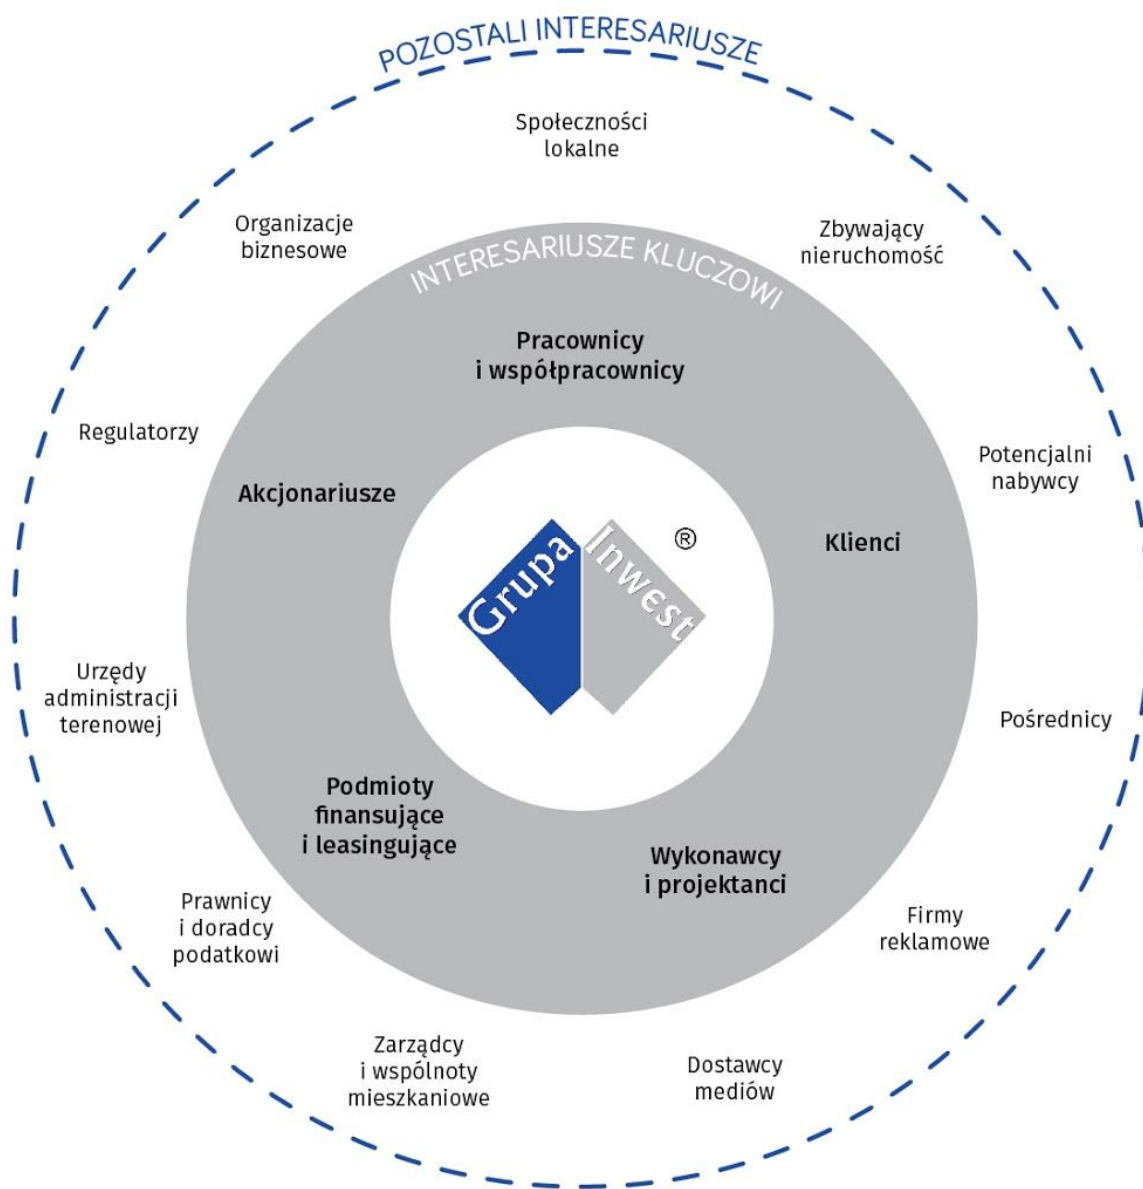 POZOSTALI INTERESARIUSZE
Społeczności
lokalne
Organizacje
biznesowe
Zbywający
nieruchomość
INTERESARIUSZE KLUCZOWI
Pracownicy
i współpracownicy
Regulatorzy
Potencjalni
nabywcy
Akcjonariusze
Klienci
Grupa Inwest ®
Urzędy
administracji
terenowej
Pośrednicy
Podmioty
finansujące
i leasingujące
Wykonawcy
i projektanci
Prawnicy
i doradcy
podatkowi
Firmy
reklamowe
Zarządcy
i wspólnoty
mieszkaniowe
Dostawcy
mediów